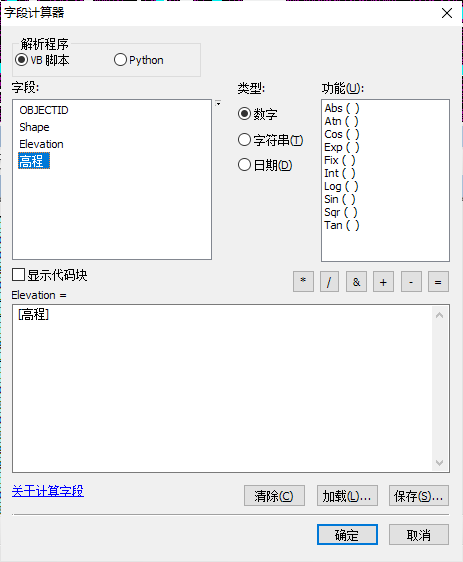 字段计算器
解析程序
VB 脚本
Python
字段:
类型:
功能(U):
OBJECTID
Shape
Elevation
高程
数字
字符串(T)
日期(D)
Abs ( )
Atn ( )
Cos ( )
Exp ( )
Fix ( )
Int ( )
Log ( )
Sin ( )
Sqr ( )
Tan ( )
显示代码块
* / & + - =
Elevation =
[高程]
关于计算字段
清除(C)
加载(L)...
保存(S)...
确定
取消